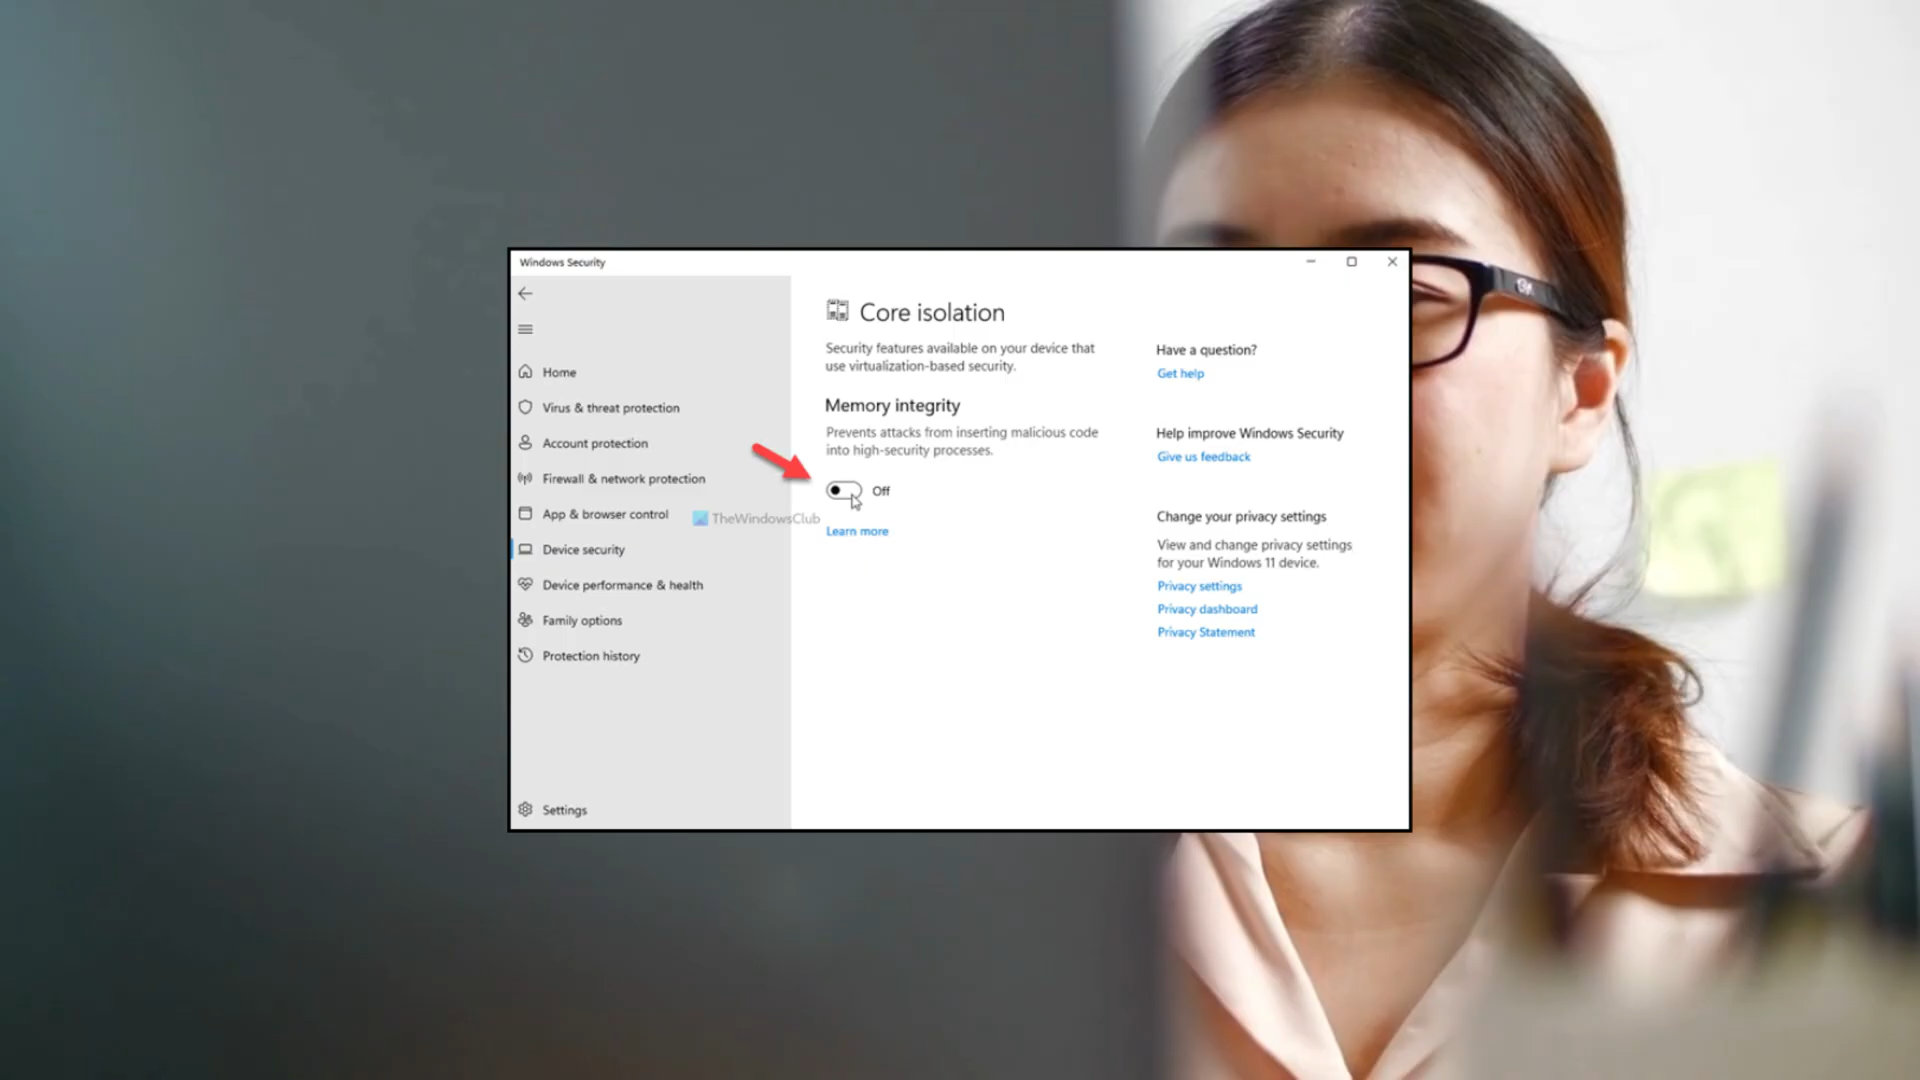 Windows Security
Home
Virus & threat protection
Account protection
Firewall & network protection
App & browser control
Device security
Device performance & health
Family options
Protection history
Settings
TheWindowsClub
Core isolation
Security features available on your device that
use virtualization-based security.
Memory integrity
Prevents attacks from inserting malicious code
into high-security processes.
Off
Learn more
Have a question?
Get help
Help improve Windows Security
Give us feedback
Change your privacy settings
View and change privacy settings
for your Windows 11 device.
Privacy settings
Privacy dashboard
Privacy Statement